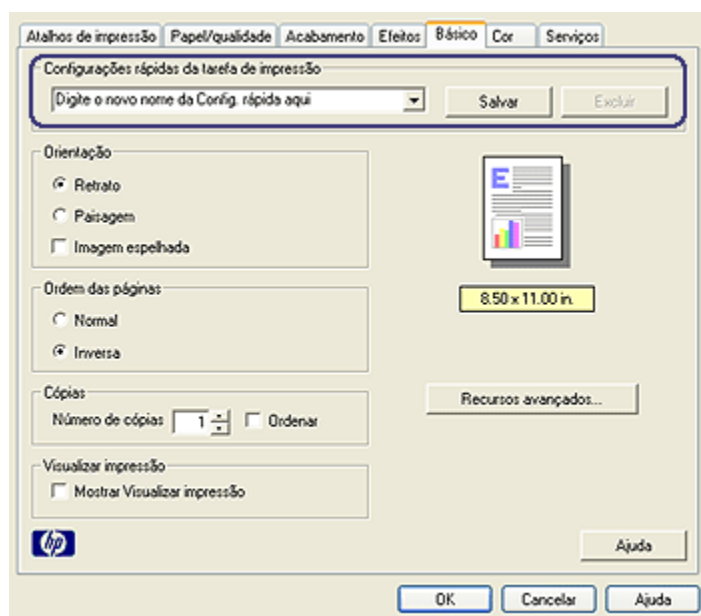 Atalhos de impressão Papel/qualidade Acabamento Efeitos Básico Cor Serviços
Configurações rápidas da tarefa de impressão
Digite o novo nome da Config. rápida aqui Salvar Excluir
Orientação
Retrato
Paisagem
Imagem espelhada
E
8.50 x 11.00 in.
Ordem das páginas
Normal
Inversa
Cópias
Número de cópias 1 Ordenar
Recursos avançados...
Visualizar impressão
Mostrar Visualizar impressão
hp Ajuda
OK Cancelar Ajuda